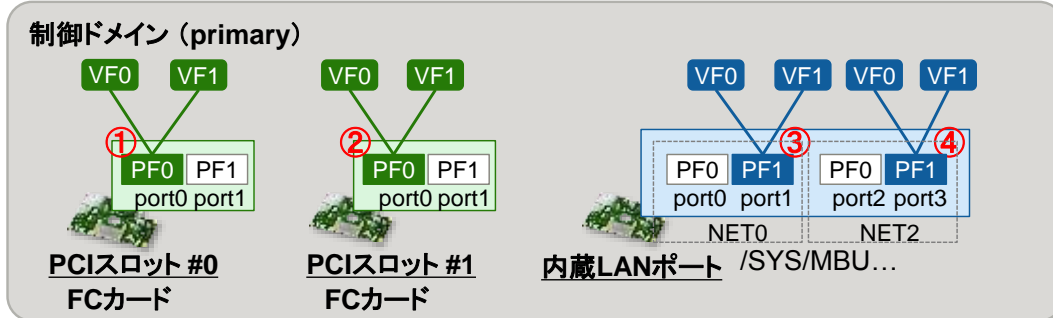 制御ドメイン（primary）
VF0 VF1 VF0 VF1 VF0 VF1 VF0 VF1
① ② ③ ④
PF0 PF1 PF0 PF1 PF0 PF1 PF0 PF1
port0 port1 port0 port1 port0 port1 port2 port3
NET0 NET2
PCIスロット #0 PCIスロット #1 内蔵LANポート /SYS/MBU…
FCカード FCカード